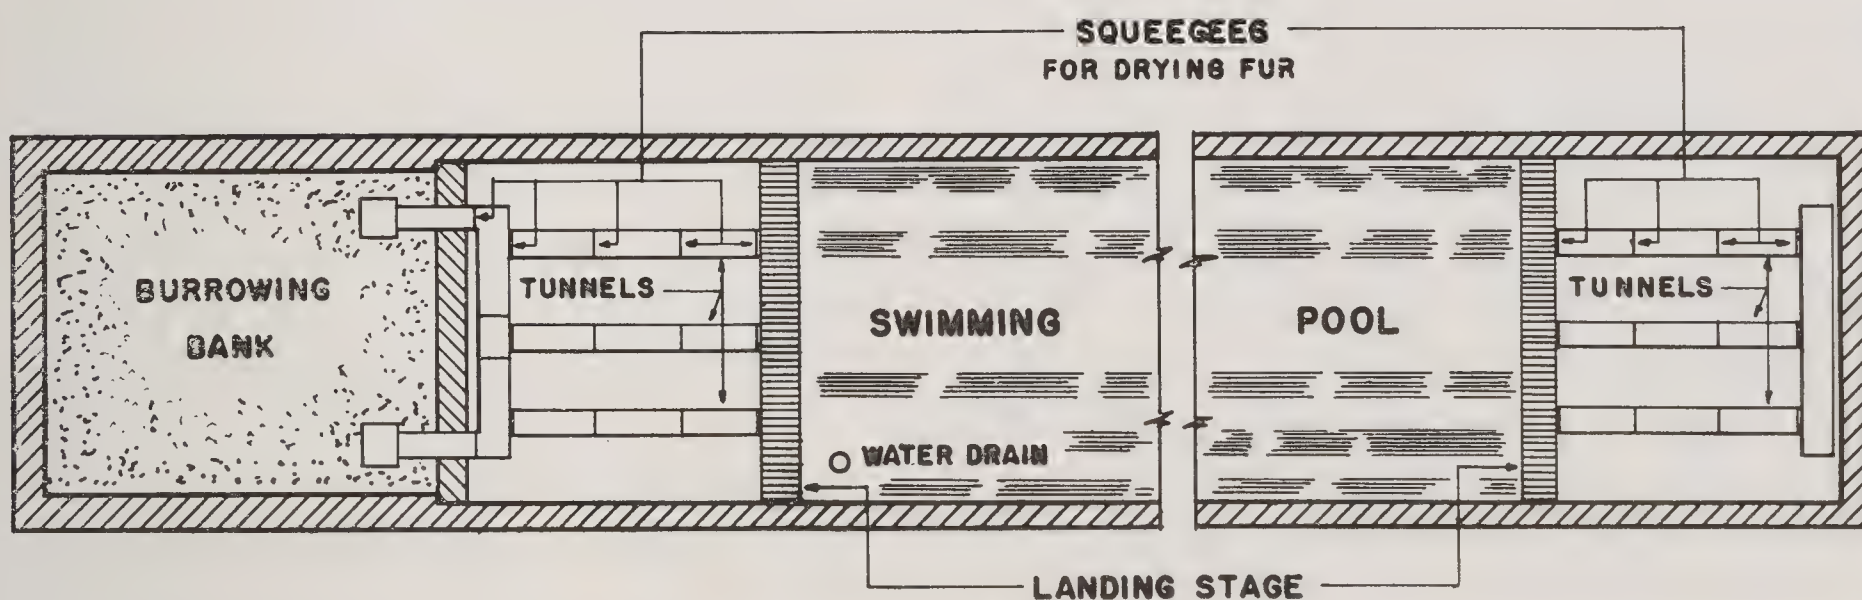 SQUEEGEES
FOR DRYING FUR
BURROWING
BANK
TUNNELS
SWIMMING
POOL
TUNNELS
WATER DRAIN
LANDING STAGE